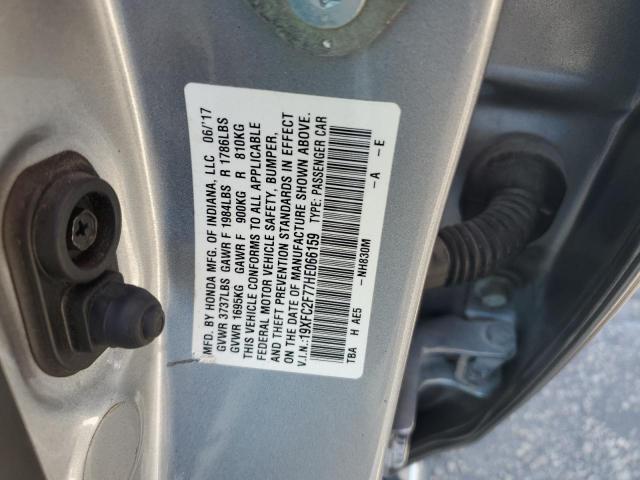 MFD. BY HONDA MFG. OF INDIANA, LLC 06/'17
GVWR 3737LBS GAWR F 1984LBS R 1786LBS
GVWR 1695KG GAWR F 900KG R 810KG
THIS VEHICLE CONFORMS TO ALL APPLICABLE
FEDERAL MOTOR VEHICLE SAFETY, BUMPER,
AND THEFT PREVENTION STANDARDS IN EFFECT
ON THE DATE OF MANUFACTURE SHOWN ABOVE.
V.I.N.:19XFC2F77HE066159 TYPE: PASSENGER CAR
TBA H AE5 –NH830M –A –E